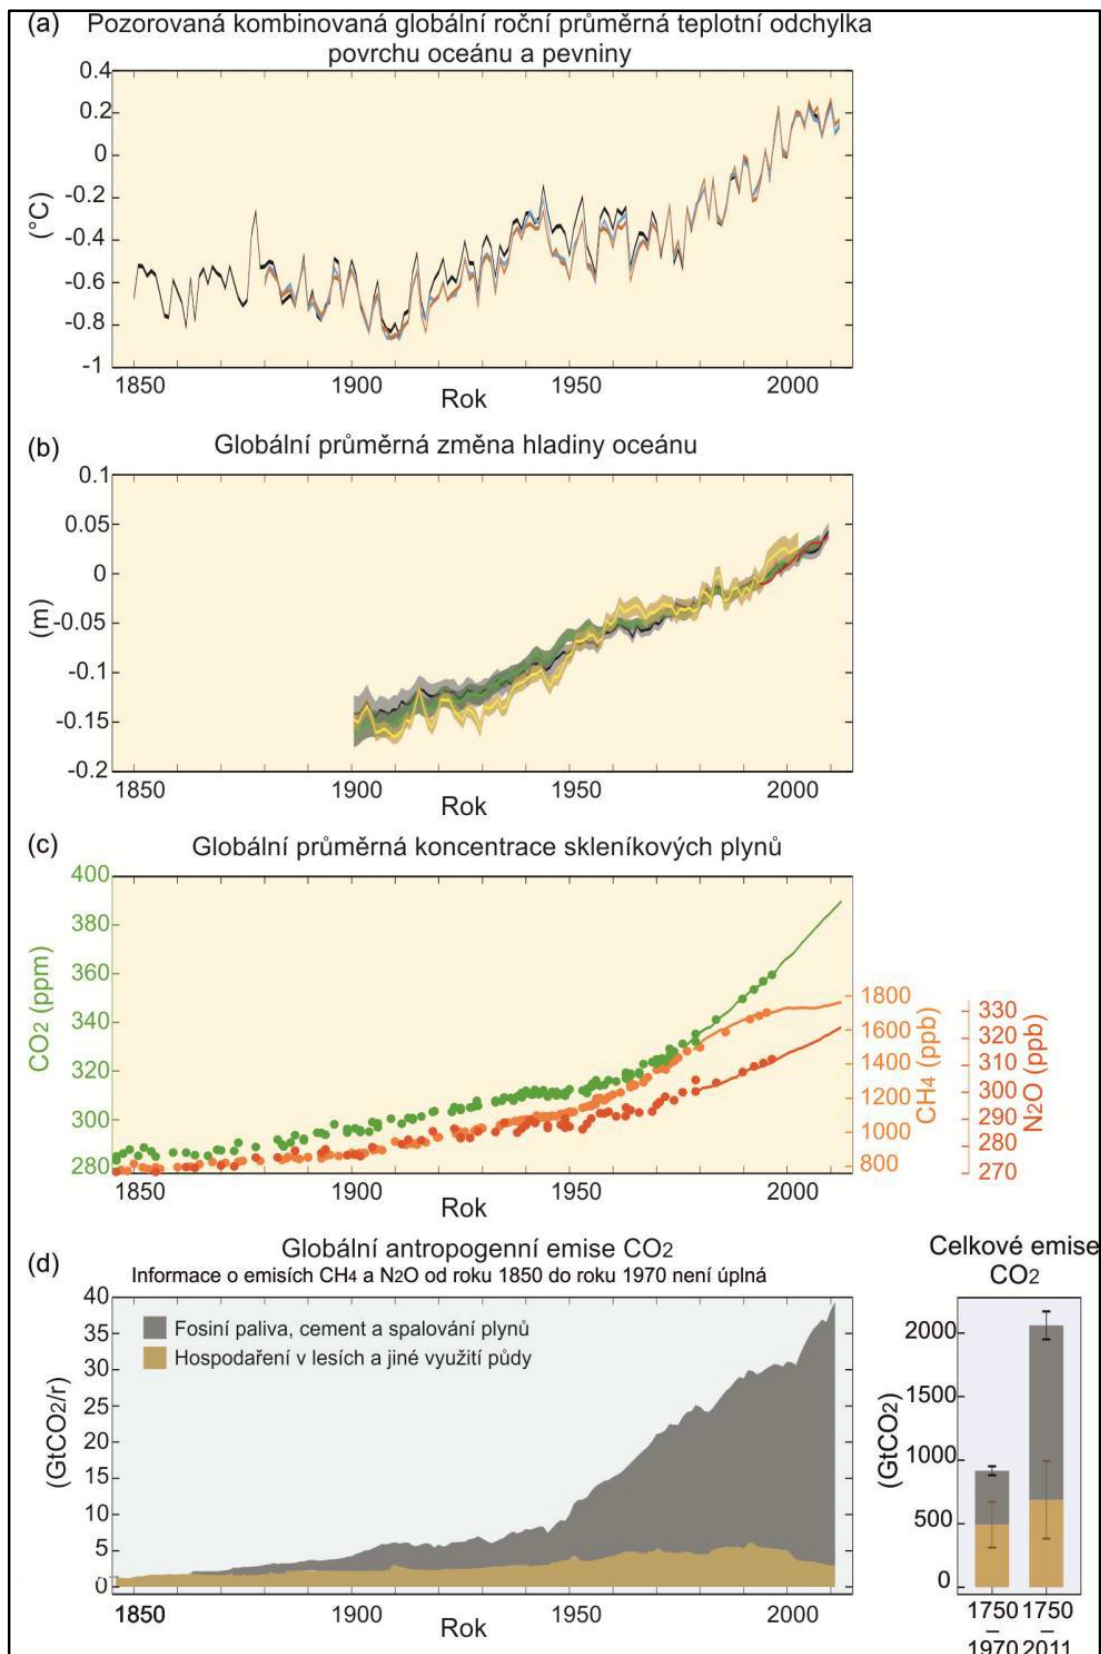 (a) Pozorovaná kombinovaná globální roční průměrná teplotní odchylka
povrchu oceánu a pevniny
0.4
0.2
0
-0.2
-0.4
-0.6
-0.8
-1
(°C)
1850 1900 1950 2000
Rok
(b) Globální průměrná změna hladiny oceánu
0.1
0.05
0
-0.05
-0.1
-0.15
-0.2
(m)
1850 1900 1950 2000
Rok
(c) Globální průměrná koncentrace skleníkových plynů
400
380
360
340
320
300
280
CO2 (ppm)
1800
1600
1400
1200
1000
800
CH4 (ppb)
330
320
310
300
290
280
270
N2O (ppb)
1850 1900 1950 2000
Rok
(d) Globální antropogenní emise CO2
Informace o emisích CH4 a N2O od roku 1850 do roku 1970 není úplná
40
35
30
25
20
15
10
5
0
(GtCO2/r)
Fosiní paliva, cement a spalování plynů
Hospodaření v lesích a jiné využití půdy
1850 1900 1950 2000
Rok
Celkové emise
CO2
2000
1500
1000
500
0
(GtCO2)
1750 1750
– –
1970 2011